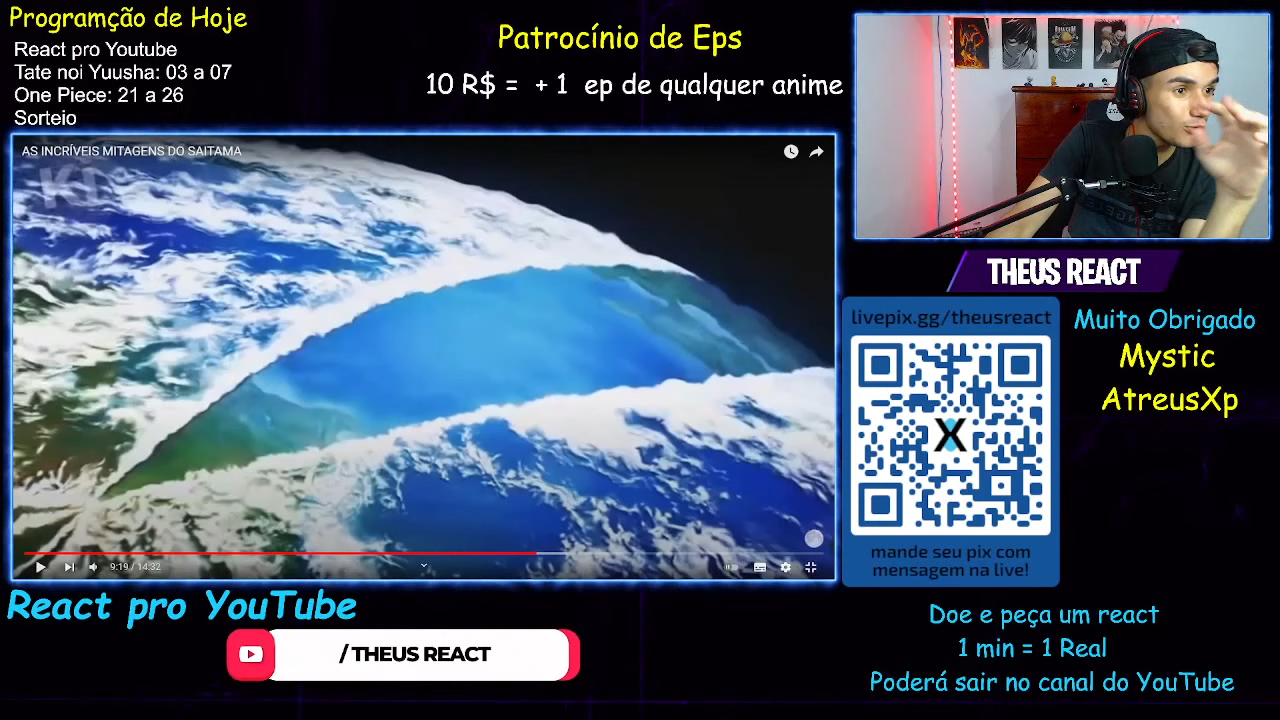 Programção de Hoje
React pro Youtube
Tate noi Yuusha: 03 a 07
One Piece: 21 a 26
Sorteio
Patrocínio de Eps
10 R$ = + 1 ep de qualquer anime
AS INCRÍVEIS MITAGENS DO SAITAMA
9:19 / 14:32
THEUS REACT
livepix.gg/theusreact
X
mande seu pix com
mensagem na live!
Muito Obrigado
Mystic
AtreusXp
React pro YouTube
/ THEUS REACT
Doe e peça um react
1 min = 1 Real
Poderá sair no canal do YouTube